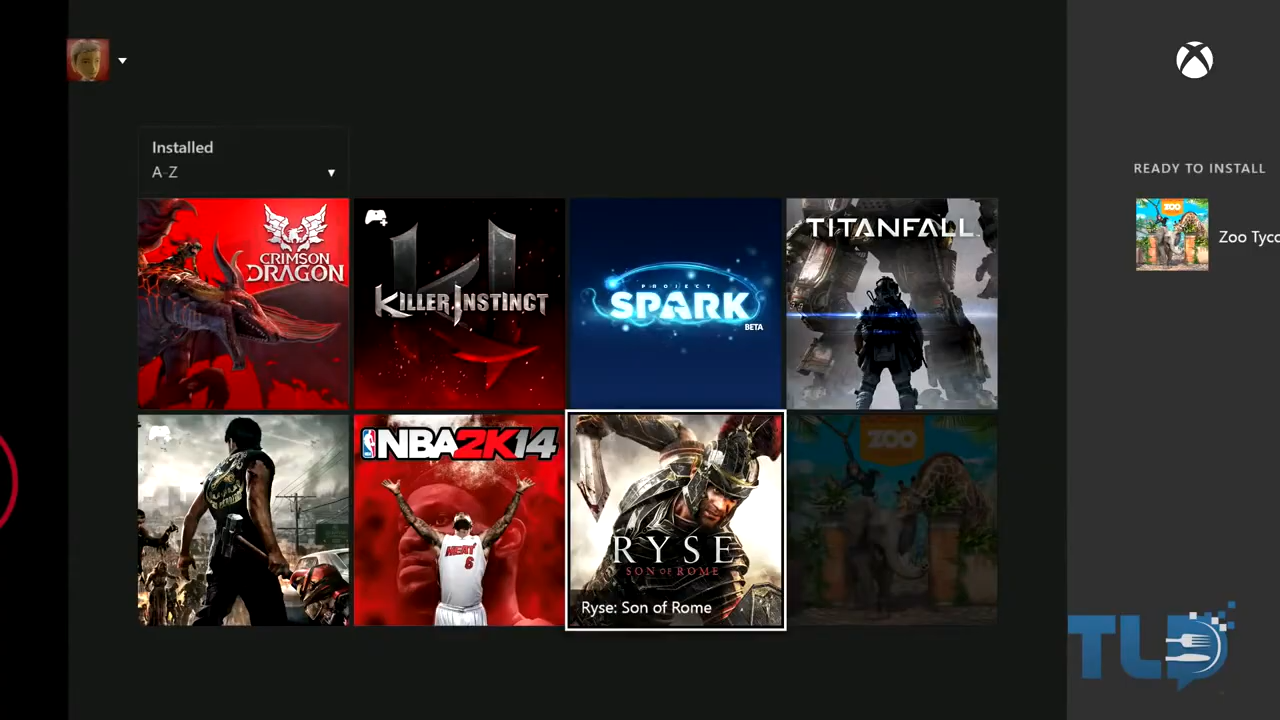 Installed
A-Z
READY TO INSTALL
Zoo Tyco
CRIMSON
DRAGON
KILLER INSTINCT
PROJECT
SPARK
BETA
TITANFALL
NBA2K14
HEAT
6
RYSE
SON OF ROME
Ryse: Son of Rome
ZOO
ZOO
TLD